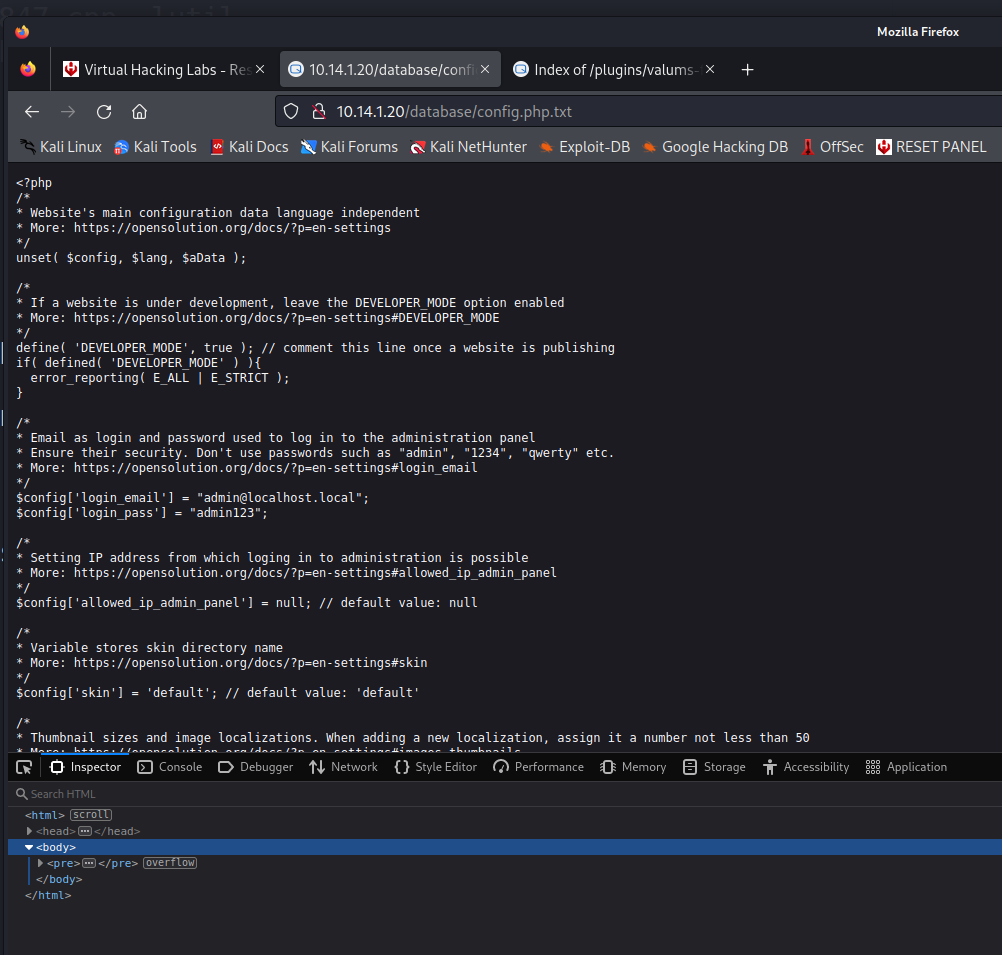 Mozilla Firefox
Virtual Hacking Labs - Res
10.14.1.20/database/confi
Index of /plugins/valums-
10.14.1.20/database/config.php.txt
Kali Linux Kali Tools Kali Docs Kali Forums Kali NetHunter Exploit-DB Google Hacking DB OffSec RESET PANEL
<?php
/*
* Website's main configuration data language independent
* More: https://opensolution.org/docs/?p=en-settings
*/
unset( $config, $lang, $aData );
/*
* If a website is under development, leave the DEVELOPER_MODE option enabled
* More: https://opensolution.org/docs/?p=en-settings#DEVELOPER_MODE
*/
define( 'DEVELOPER_MODE', true ); // comment this line once a website is publishing
if( defined( 'DEVELOPER_MODE' ) ){
  error_reporting( E_ALL | E_STRICT );
}
/*
* Email as login and password used to log in to the administration panel
* Ensure their security. Don't use passwords such as "admin", "1234", "qwerty" etc.
* More: https://opensolution.org/docs/?p=en-settings#login_email
*/
$config['login_email'] = "admin@localhost.local";
$config['login_pass'] = "admin123";
/*
* Setting IP address from which loging in to administration is possible
* More: https://opensolution.org/docs/?p=en-settings#allowed_ip_admin_panel
*/
$config['allowed_ip_admin_panel'] = null; // default value: null
/*
* Variable stores skin directory name
* More: https://opensolution.org/docs/?p=en-settings#skin
*/
$config['skin'] = 'default'; // default value: 'default'
/*
* Thumbnail sizes and image localizations. When adding a new localization, assign it a number not less than 50
* More: https://opensolution.org/docs/?p=en-settings#images_thumbnails
Inspector Console Debugger Network Style Editor Performance Memory Storage Accessibility Application
Search HTML
<html> scroll
<head> </head>
<body>
<pre> </pre> overflow
</body>
</html>